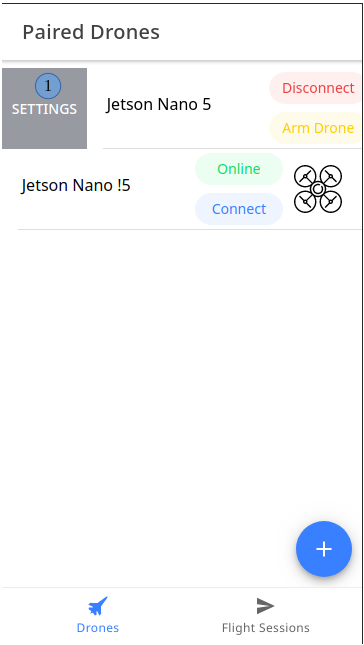 Paired Drones
1
SETTINGS
Jetson Nano 5
Disconnect
Arm Drone
Jetson Nano !5
Online
Connect
+
Drones
Flight Sessions